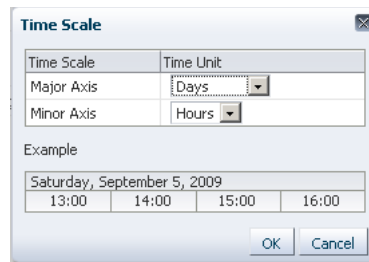 Time Scale
Time Scale Time Unit
Major Axis Days
Minor Axis Hours
Example
Saturday, September 5, 2009
13:00 14:00 15:00 16:00
OK Cancel